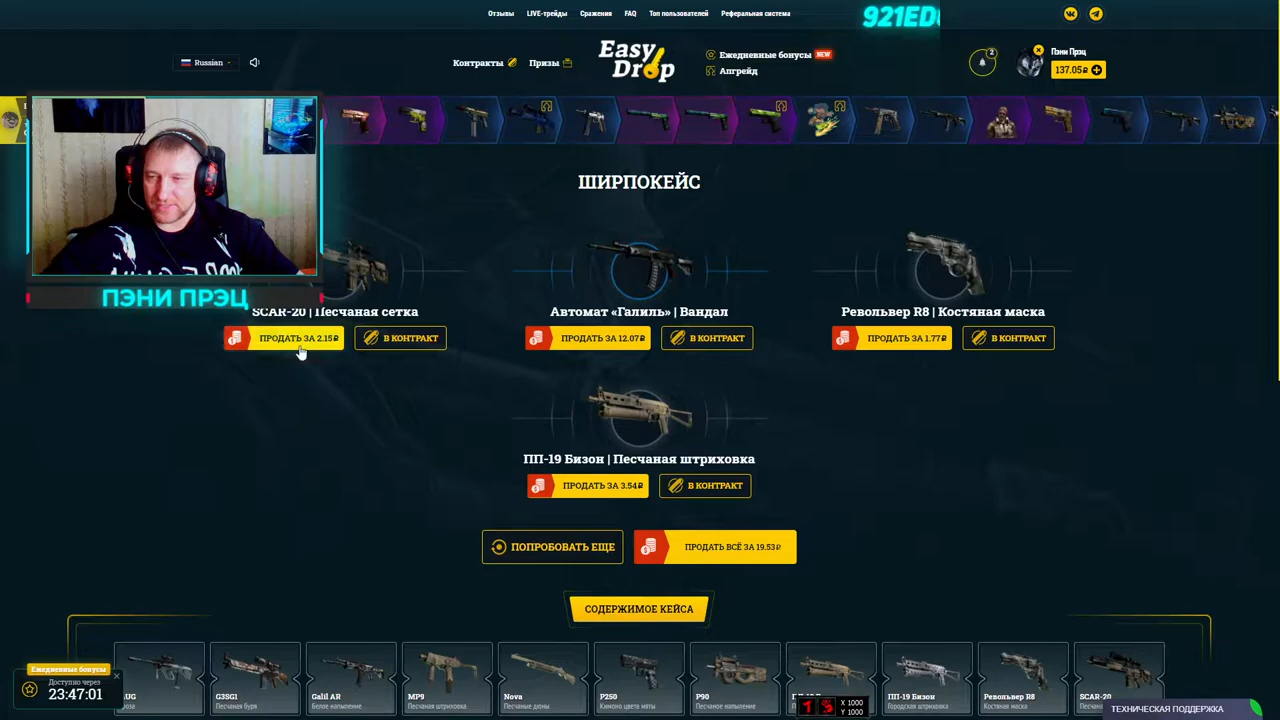 Отзывы LIVE-трейды Сражения FAQ Топ пользователей Реферальная система
921ED
Russian
Контракты Призы
Easy Drop
Ежедневные бонусы NEW
Апгрейд
2
Пэни Прэц
137.05₽
ШИРПОКЕЙС
ПЭНИ ПРЭЦ
SCAR-20 | Песчаная сетка
ПРОДАТЬ ЗА 2.15₽ В КОНТРАКТ
Автомат «Галиль» | Вандал
ПРОДАТЬ ЗА 12.07₽ В КОНТРАКТ
Револьвер R8 | Костяная маска
ПРОДАТЬ ЗА 1.77₽ В КОНТРАКТ
ПП-19 Бизон | Песчаная штриховка
ПРОДАТЬ ЗА 3.54₽ В КОНТРАКТ
ПОПРОБОВАТЬ ЕЩЕ ПРОДАТЬ ВСЁ ЗА 19.53₽
СОДЕРЖИМОЕ КЕЙСА
Ежедневные бонусы
Доступно через
23:47:01
G3SG1
Песчаная буря
Galil AR
Белое напыление
MP9
Песчаная штриховка
Nova
Песчаные дюны
P250
Кимоно цвета мяты
P90
Песчаное напыление
ПП-19 Бизон
Городская штриховка
Револьвер R8
Костяная маска
SCAR-20
X 1000
Y 1000
ТЕХНИЧЕСКАЯ ПОДДЕРЖКА